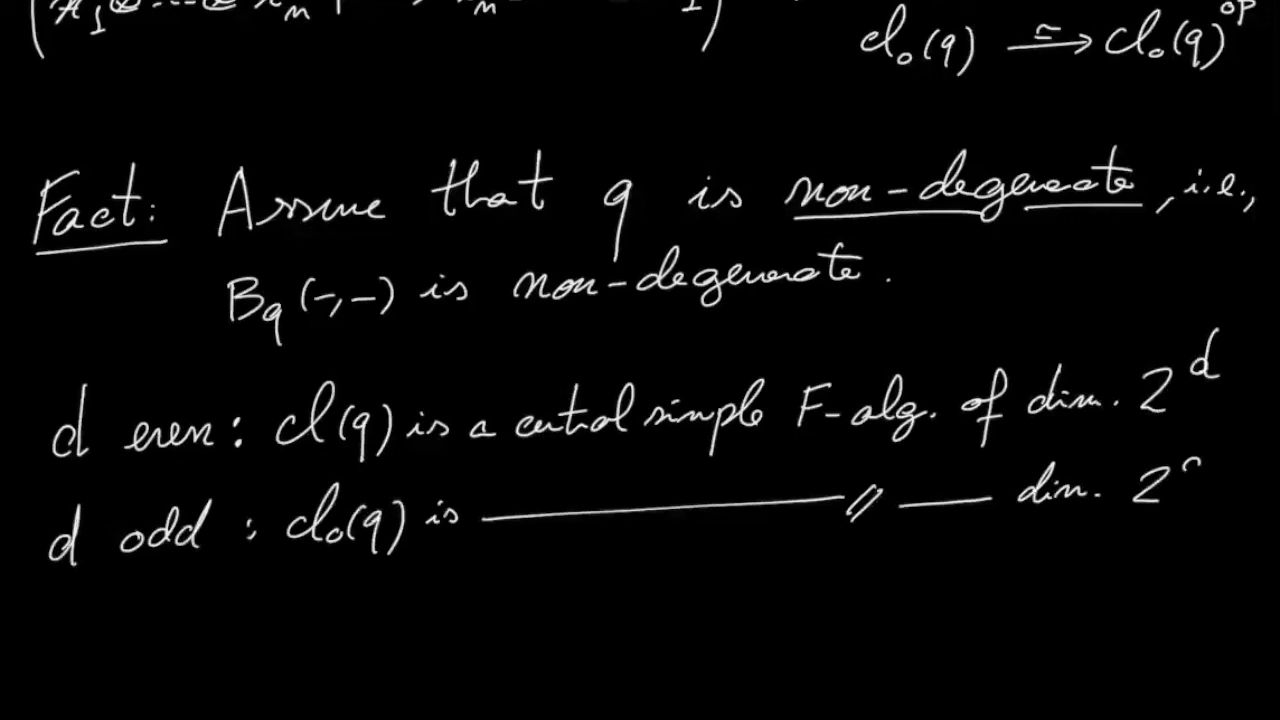 Cl₀(q) ≅→ Cl₀(q)^op
Fact: Assume that q is non-degenerate, i.e.,
B_q(-,-) is non-degenerate.
d even: Cl(q) is a central simple F-alg. of dim. 2^d
d odd: Cl₀(q) is ———〃— dim. 2